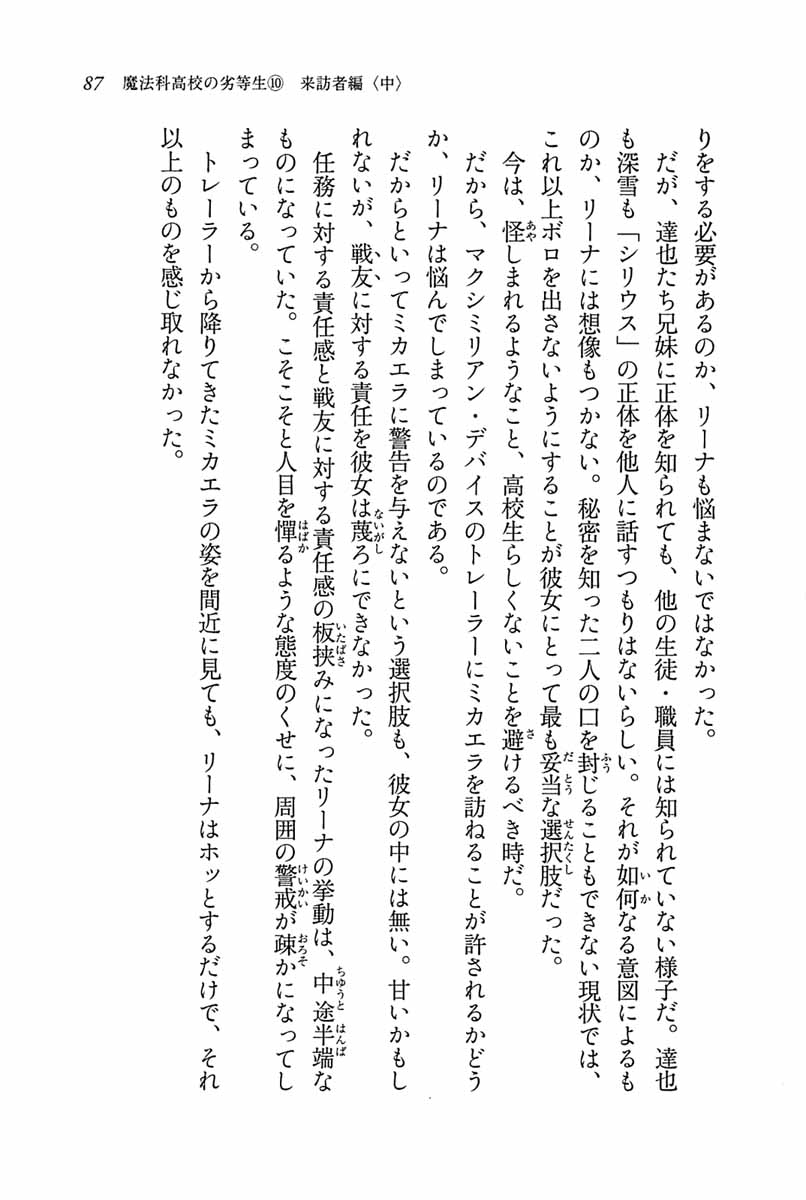 87 魔法科高校の劣等生⑩ 来訪者編〈中〉
りをする必要があるのか、リーナも悩まないではなかった。
だが、達也たち兄妹に正体を知られても、他の生徒・職員には知られていない様子だ。達也
も深雪も「シリウス」の正体を他人に話すつもりはないらしい。それが如何なる意図によるも
のか、リーナには想像もつかない。秘密を知った二人の口を封じることもできない現状では、
これ以上ボロを出さないようにすることが彼女にとって最も妥当な選択肢だった。
今は、怪しまれるようなこと、高校生らしくないことを避けるべき時だ。
だから、マクシミリアン・デバイスのトレーラーにミカエラを訪ねることが許されるかどう
か、リーナは悩んでしまっているのである。
だからといってミカエラに警告を与えないという選択肢も、彼女の中には無い。甘いかもし
れないが、戦友に対する責任を彼女は蔑ろにできなかった。
任務に対する責任感と戦友に対する責任感の板挟みになったリーナの挙動は、中途半端な
ものになっていた。こそこそと人目を憚るような態度のくせに、周囲の警戒が疎かになってし
まっている。
トレーラーから降りてきたミカエラの姿を間近に見ても、リーナはホッとするだけで、それ
以上のものを感じ取れなかった。